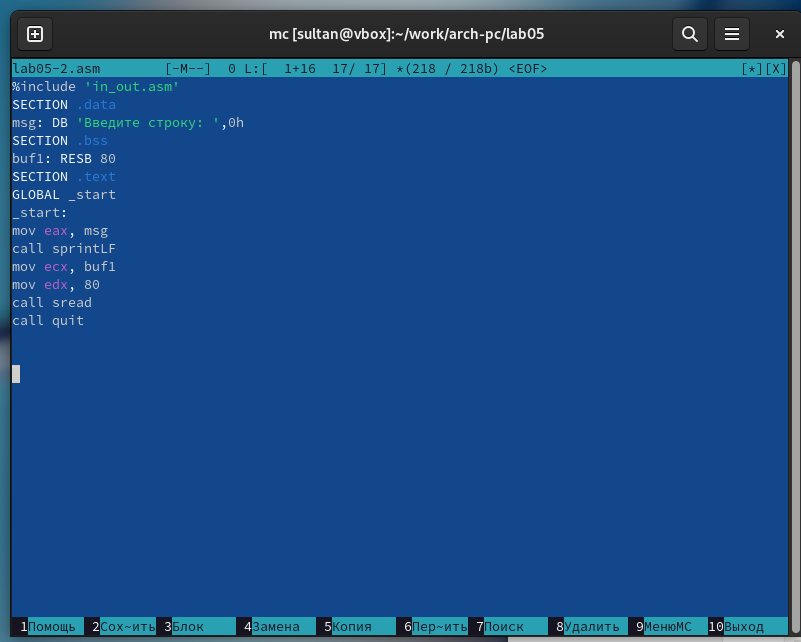 mc [sultan@vbox]:~/work/arch-pc/lab05
lab05-2.asm [-M--] 0 L:[ 1+16 17/ 17] *(218 / 218b) <EOF> [*][X]
%include 'in_out.asm'
SECTION .data
msg: DB 'Введите строку: ',0h
SECTION .bss
buf1: RESB 80
SECTION .text
GLOBAL _start
_start:
mov eax, msg
call sprintLF
mov ecx, buf1
mov edx, 80
call sread
call quit
1Помощь 2Сох~ить 3Блок 4Замена 5Копия 6Пер~ить 7Поиск 8Удалить 9МенюMC 10Выход